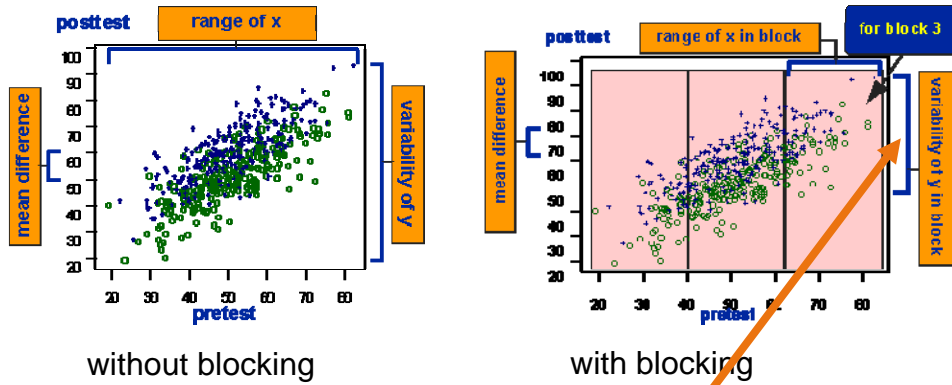 posttest
range of x
100
90
80
70
60
50
40
30
20
mean difference
variability of y
20
30
40
50
60
70
80
pretest
without blocking
posttest
range of x in block
for block 3
100
90
80
70
60
50
40
30
20
mean difference
variability of y in block
20
30
40
50
70
80
pretest
with blocking